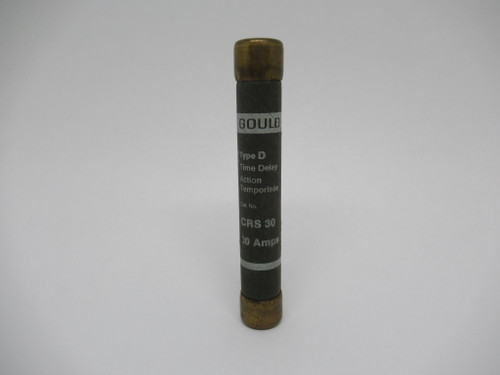 GOULD
Type D
Time Delay
Action
Temporisée
Cat. No.
CRS 30
30 Amps